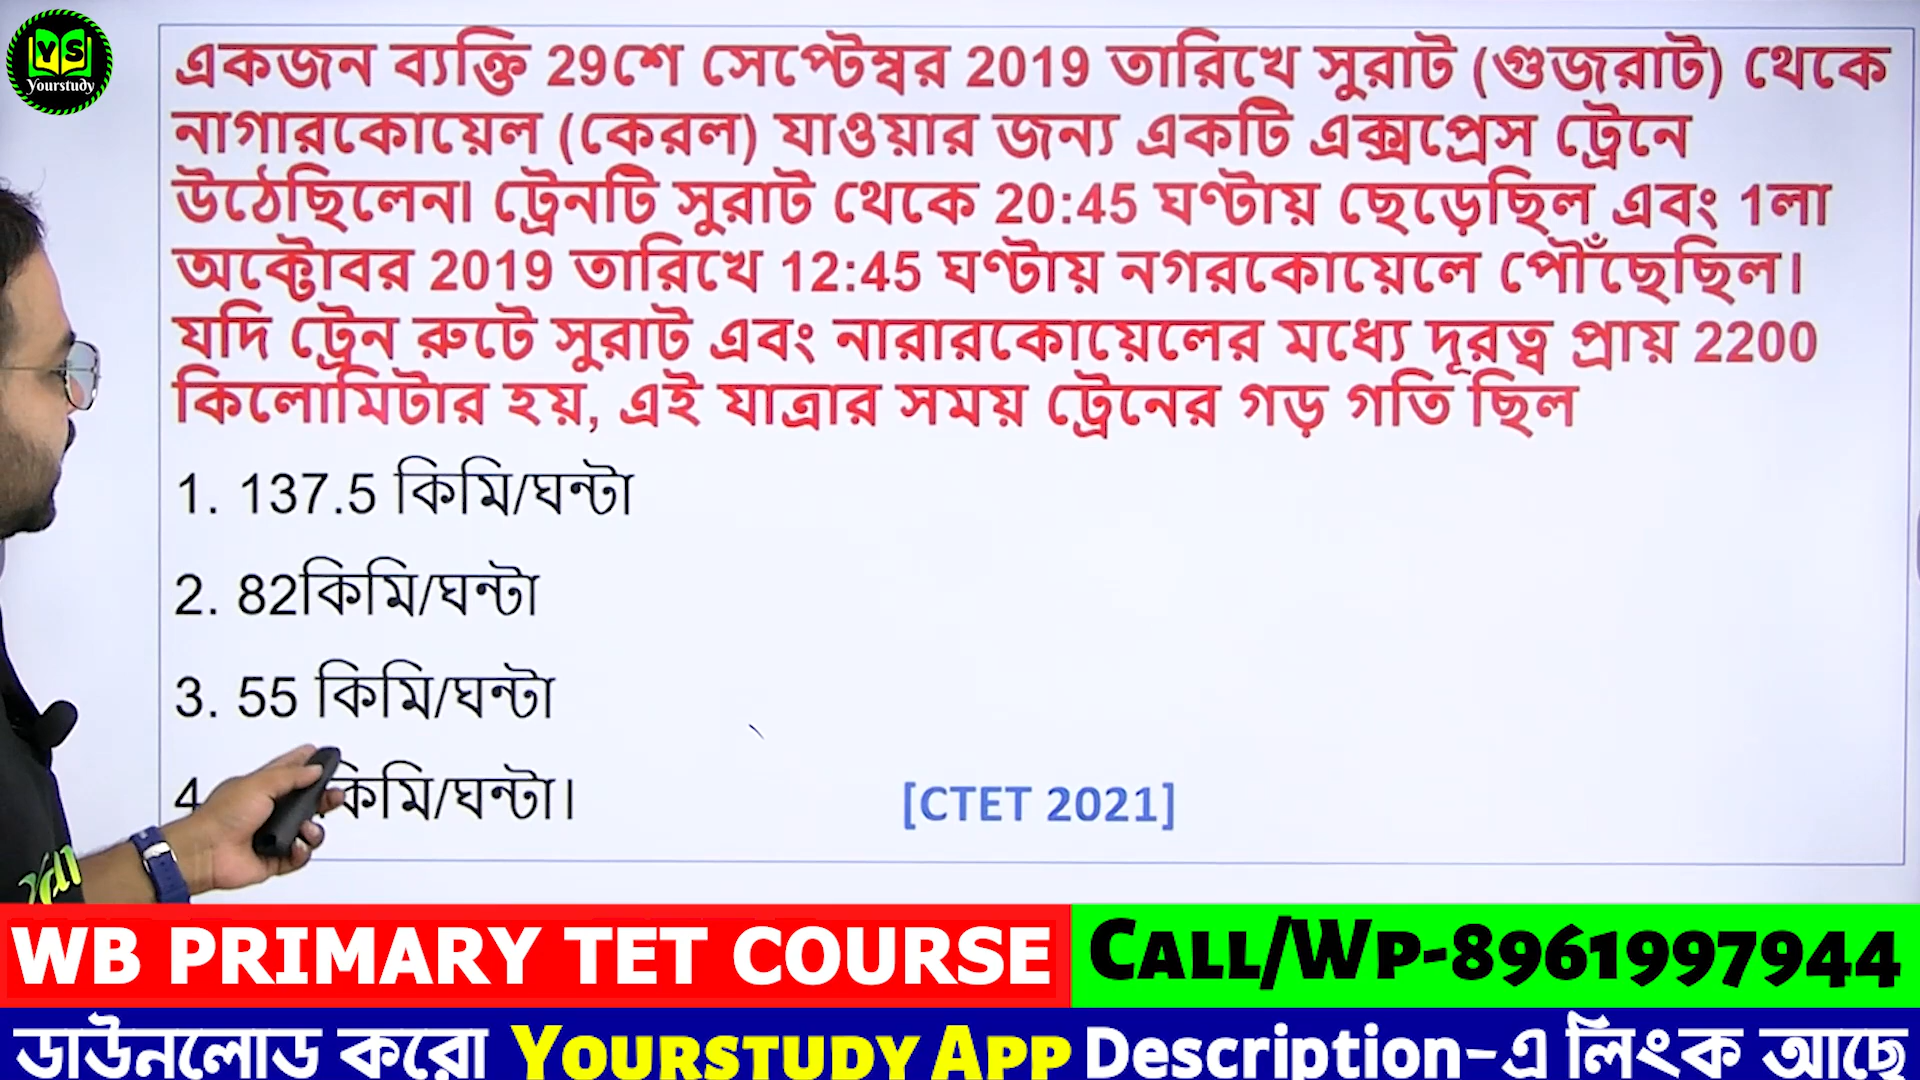 YS
Yourstudy
একজন ব্যক্তি 29শে সেপ্টেম্বর 2019 তারিখে সুরাট (গুজরাট) থেকে
নাগারকোয়েল (কেরল) যাওয়ার জন্য একটি এক্সপ্রেস ট্রেনে
উঠেছিলেন। ট্রেনটি সুরাট থেকে 20:45 ঘণ্টায় ছেড়েছিল এবং 1লা
অক্টোবর 2019 তারিখে 12:45 ঘণ্টায় নগরকোয়েলে পৌঁছেছিল।
যদি ট্রেন রুটে সুরাট এবং নারারকোয়েলের মধ্যে দূরত্ব প্রায় 2200
কিলোমিটার হয়, এই যাত্রার সময় ট্রেনের গড় গতি ছিল
1. 137.5 কিমি/ঘন্টা
2. 82কিমি/ঘন্টা
3. 55 কিমি/ঘন্টা
4 কিমি/ঘন্টা।
[CTET 2021]
WB PRIMARY TET COURSE
CALL/WP-8961997944
ডাউনলোড করো YOURSTUDY APP Description-এ লিংক আছে